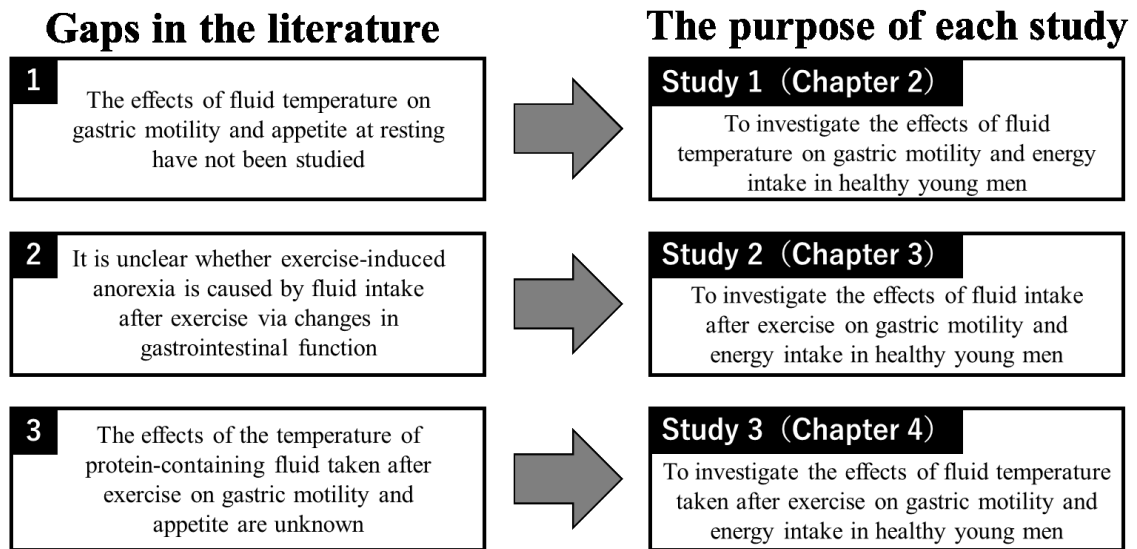 Gaps in the literature
The purpose of each study
1
The effects of fluid temperature on
gastric motility and appetite at resting
have not been studied
Study 1（Chapter 2）
To investigate the effects of fluid
temperature on gastric motility and energy
intake in healthy young men
2
It is unclear whether exercise-induced
anorexia is caused by fluid intake
after exercise via changes in
gastrointestinal function
Study 2（Chapter 3）
To investigate the effects of fluid intake
after exercise on gastric motility and
energy intake in healthy young men
3
The effects of the temperature of
protein-containing fluid taken after
exercise on gastric motility and
appetite are unknown
Study 3（Chapter 4）
To investigate the effects of fluid temperature
taken after exercise on gastric motility and
energy intake in healthy young men